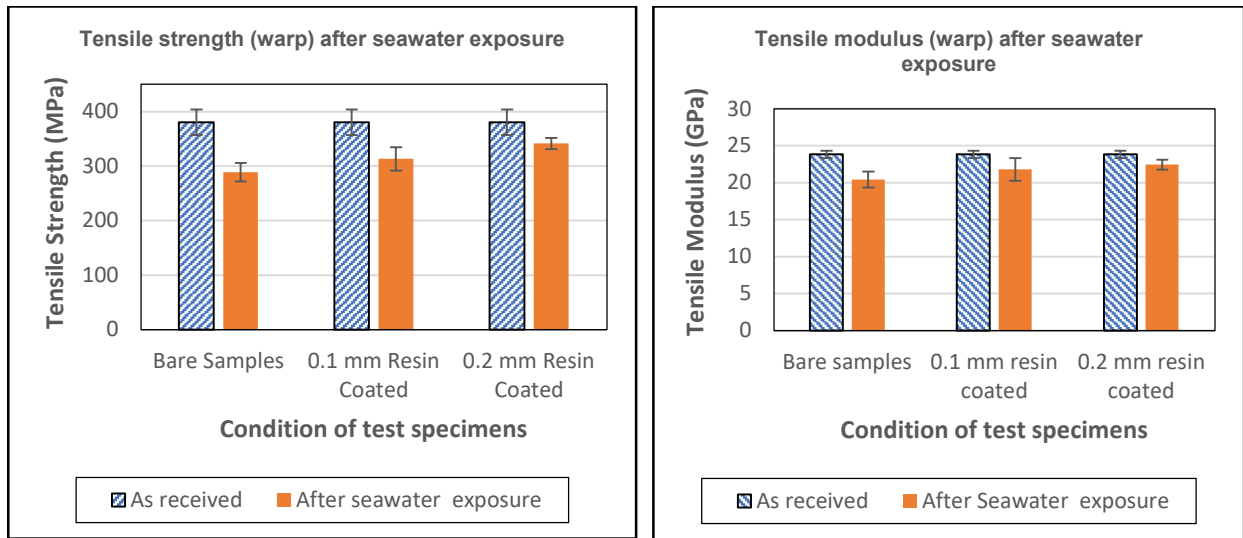 Tensile strength (warp) after seawater exposure
Tensile Strength (MPa)
400
300
200
100
0
Bare Samples
0.1 mm Resin
Coated
0.2 mm Resin
Coated
Condition of test specimens
As received
After seawater exposure
Tensile modulus (warp) after seawater
exposure
Tensile Modulus (GPa)
30
25
20
15
10
5
0
Bare samples
0.1 mm resin
coated
0.2 mm resin
coated
Condition of test specimens
As received
After Seawater exposure